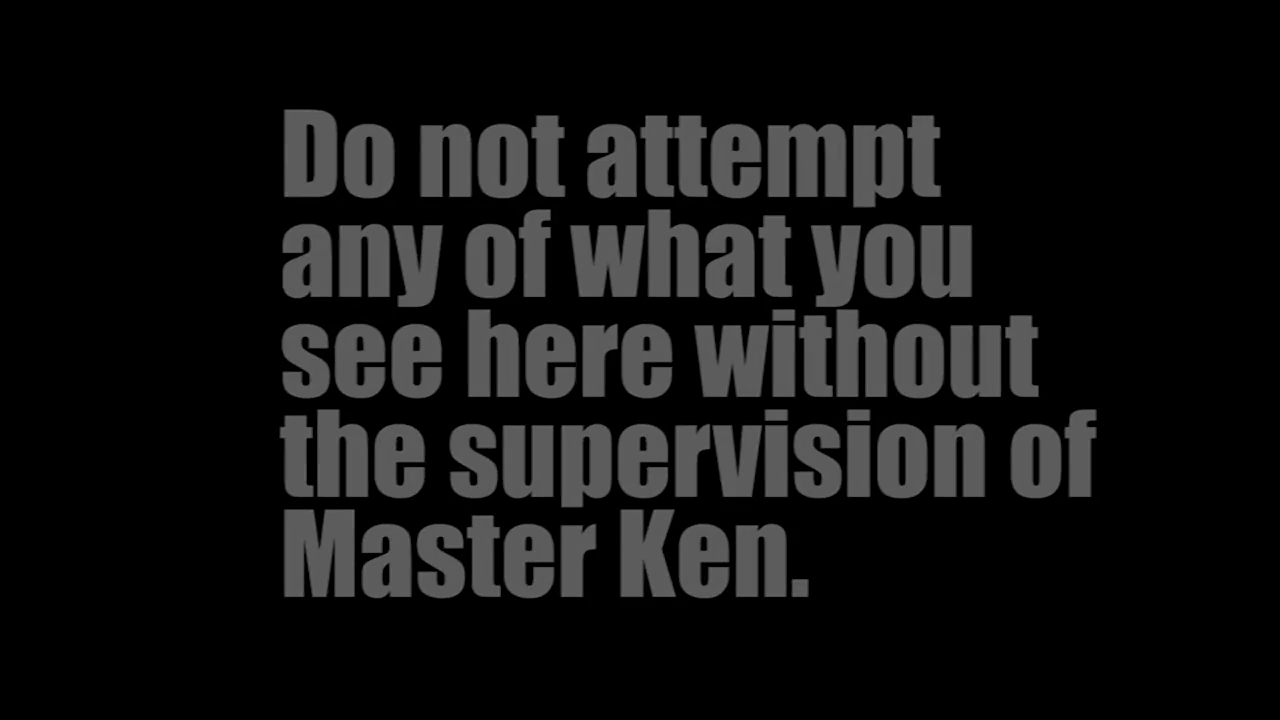 Do not attempt
any of what you
see here without
the supervision of
Master Ken.